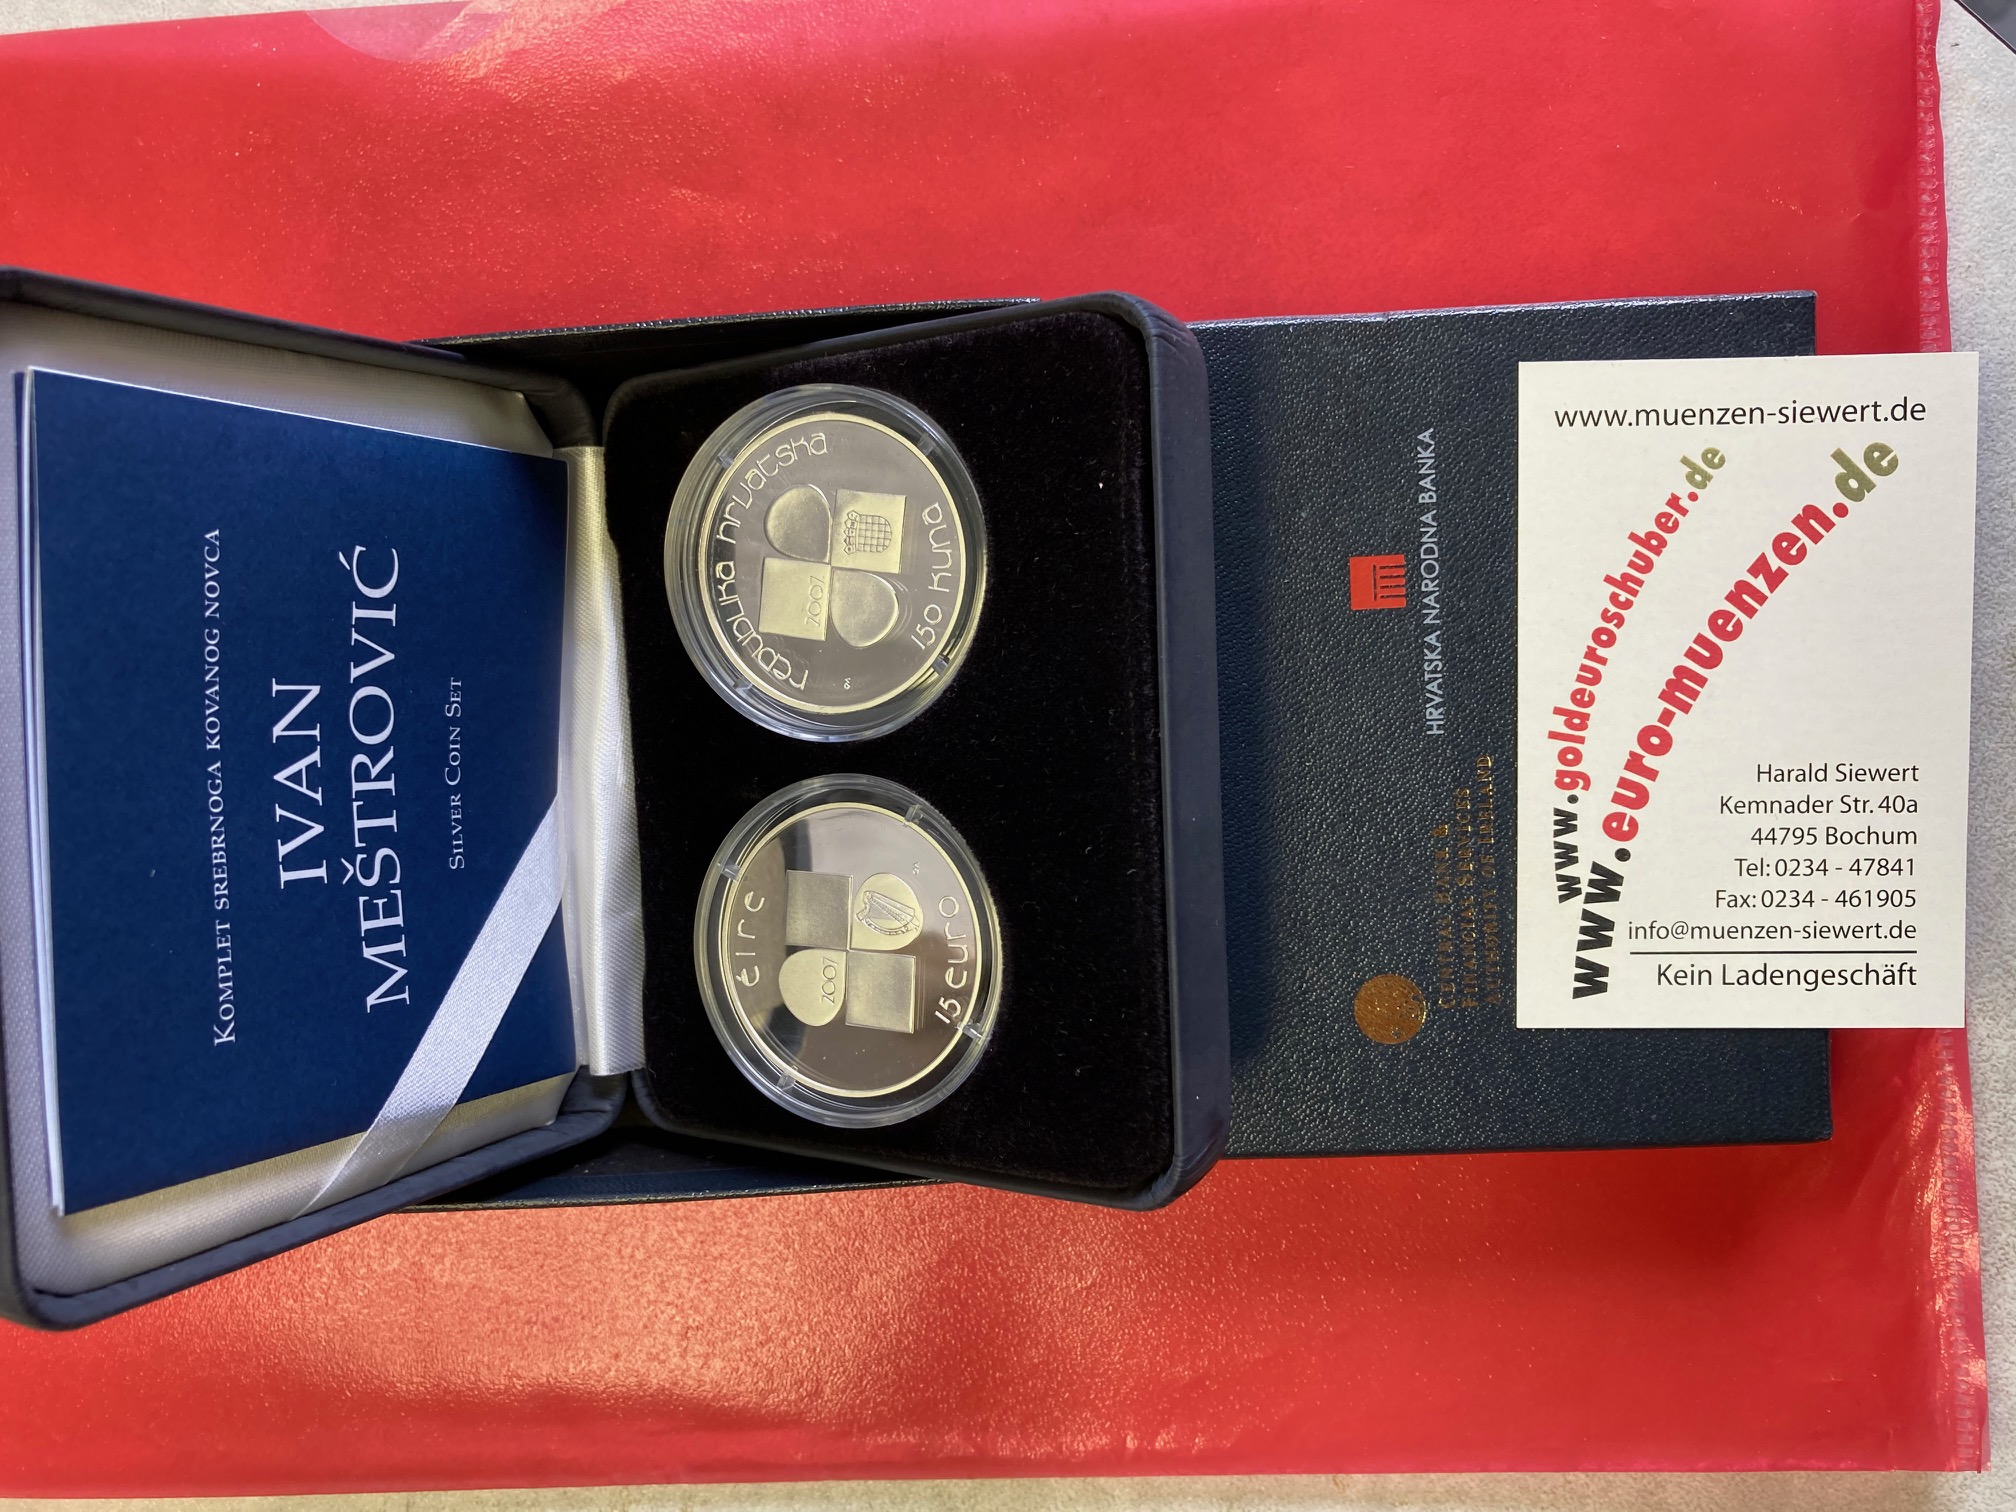 KOMPLET SREBRNOGA KOVANOG NOVCA
IVAN
MEŠTROVIĆ
SILVER COIN SET
éire
2007
15 euro
republika hrvatska
2007
150 kuna
CENTRAL BANK &
FINANCIAL SERVICES
AUTHORITY OF IRELAND
HRVATSKA NARODNA BANKA
www.muenzen-siewert.de
www.goldeuroschuber.de
www.euro-muenzen.de
Harald Siewert
Kemnader Str. 40a
44795 Bochum
Tel: 0234 - 47841
Fax: 0234 - 461905
info@muenzen-siewert.de
Kein Ladengeschäft